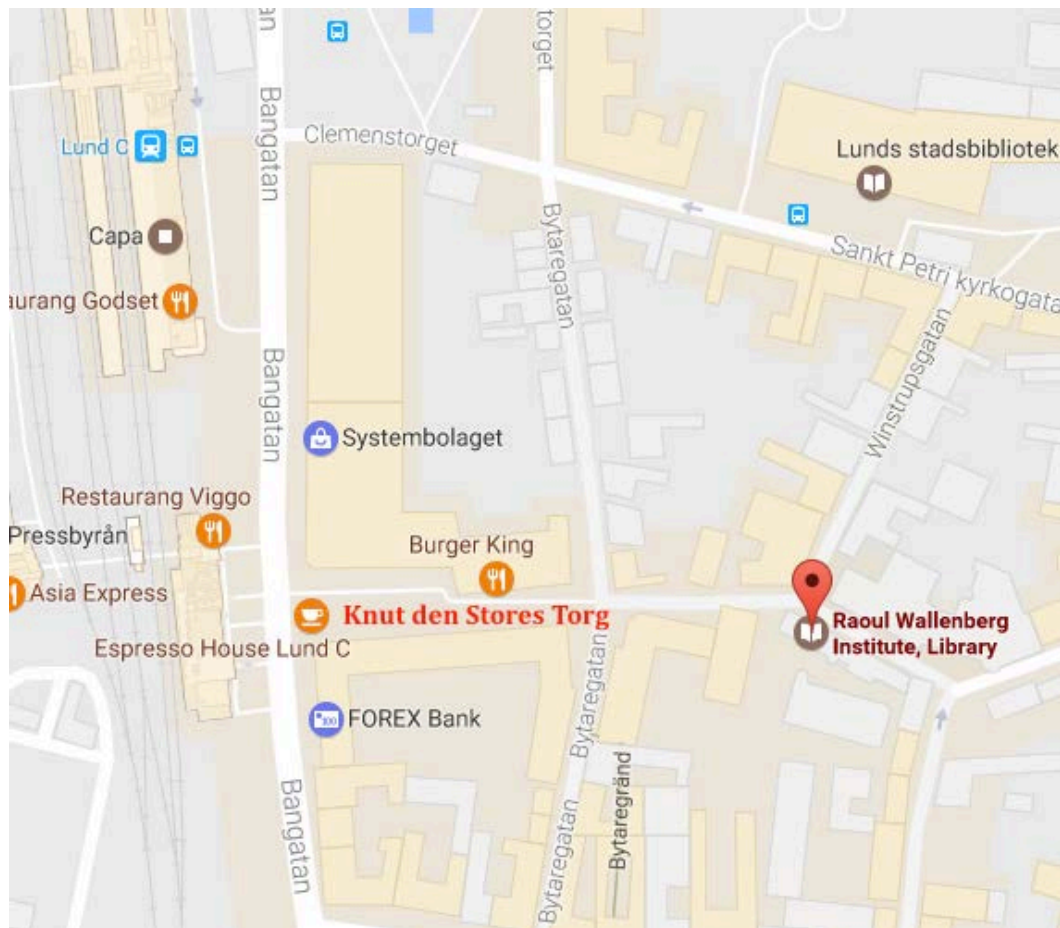 an
Bangatan
torget
Clemenstorget
Lund C
Lunds stadsbibliotek
Capa
Bytaregatan
Sankt Petri kyrkogata
aurang Godset
Bangatan
Winstrupsgatan
Systembolaget
Restaurang Viggo
Pressbyrån
Burger King
Asia Express
Knut den Stores Torg
Espresso House Lund C
Raoul Wallenberg
Institute, Library
Bytaregatan
FOREX Bank
Bytaregränd
Bangatan
Bytaregatan